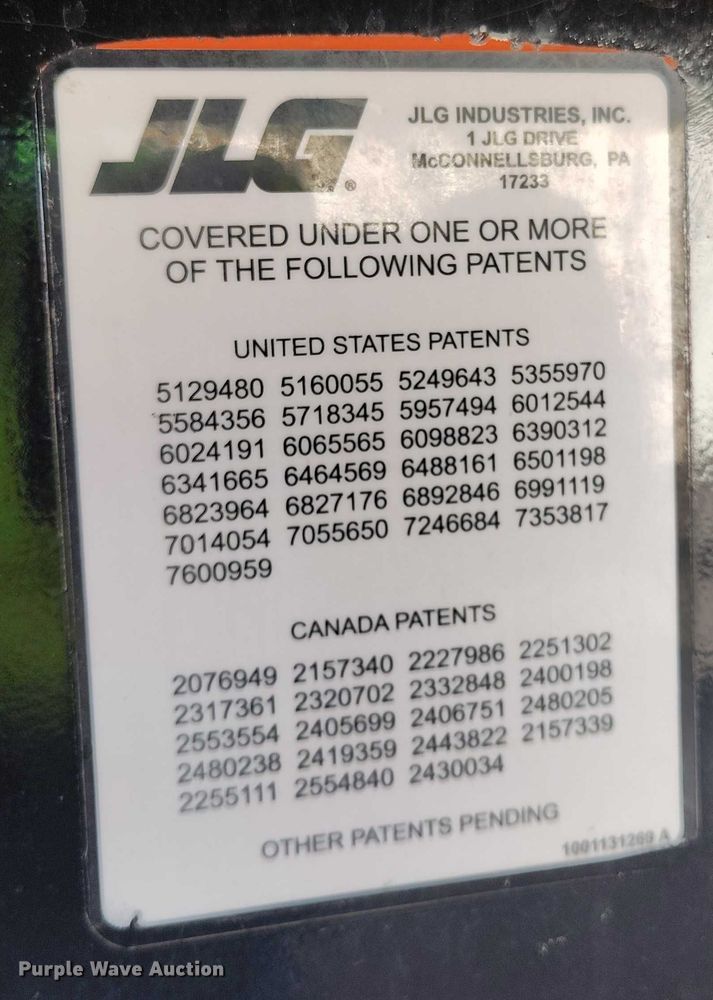 JLG ®
JLG INDUSTRIES, INC.
1 JLG DRIVE
McCONNELLSBURG, PA
17233
COVERED UNDER ONE OR MORE
OF THE FOLLOWING PATENTS
UNITED STATES PATENTS
5129480 5160055 5249643 5355970
5584356 5718345 5957494 6012544
6024191 6065565 6098823 6390312
6341665 6464569 6488161 6501198
6823964 6827176 6892846 6991119
7014054 7055650 7246684 7353817
7600959
CANADA PATENTS
2076949 2157340 2227986 2251302
2317361 2320702 2332848 2400198
2553554 2405699 2406751 2480205
2480238 2419359 2443822 2157339
2255111 2554840 2430034
OTHER PATENTS PENDING
1001131269 A
Purple Wave Auction